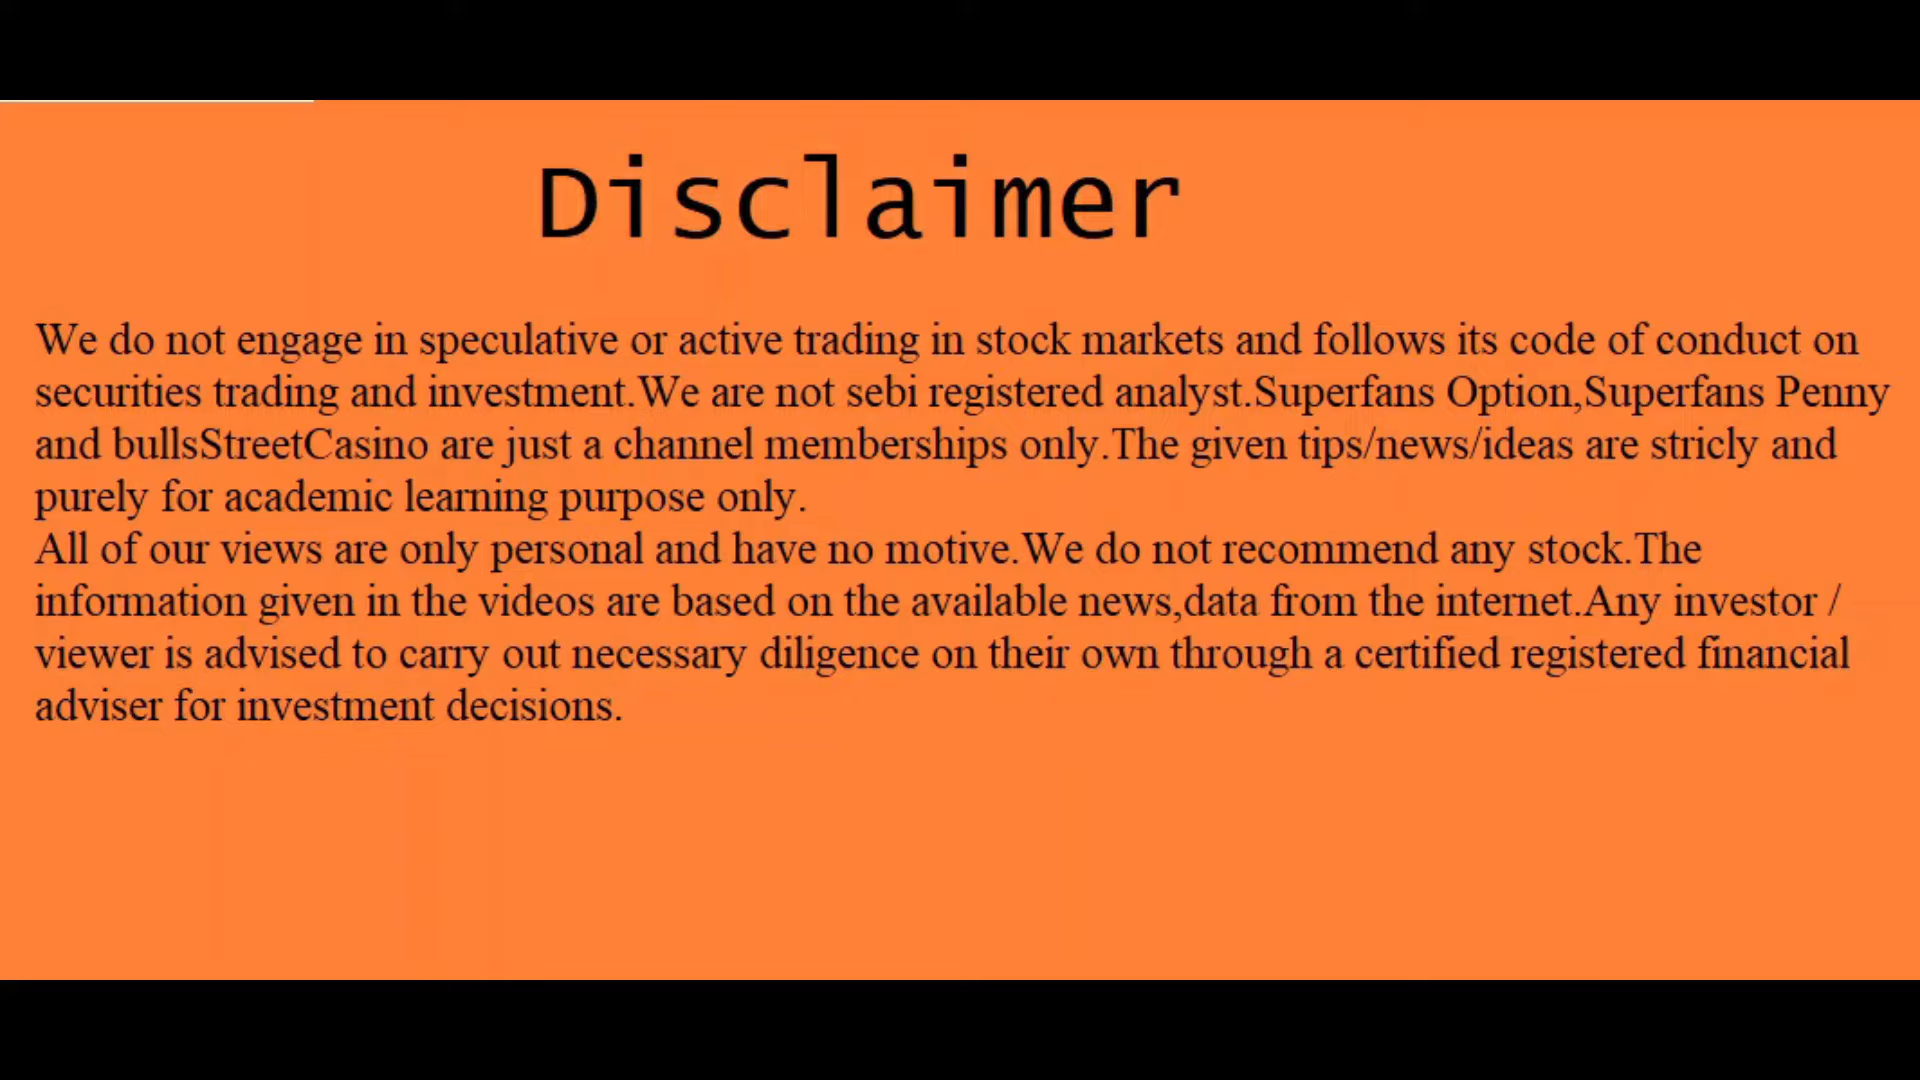 Disclaimer
We do not engage in speculative or active trading in stock markets and follows its code of conduct on
securities trading and investment.We are not sebi registered analyst.Superfans Option,Superfans Penny
and bullsStreetCasino are just a channel memberships only.The given tips/news/ideas are stricly and
purely for academic learning purpose only.
All of our views are only personal and have no motive.We do not recommend any stock.The
information given in the videos are based on the available news,data from the internet.Any investor /
viewer is advised to carry out necessary diligence on their own through a certified registered financial
adviser for investment decisions.